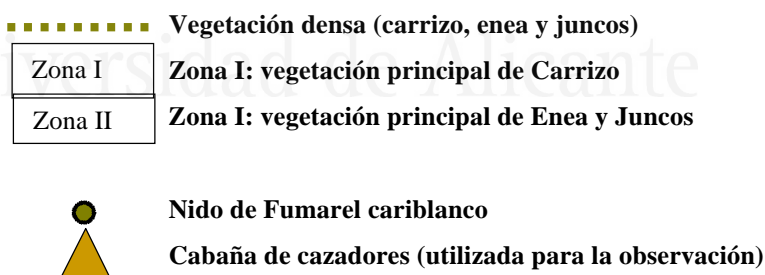 Vegetación densa (carrizo, enea y juncos)
Zona I Zona I: vegetación principal de Carrizo
Zona II Zona I: vegetación principal de Enea y Juncos
Nido de Fumarel cariblanco
Cabaña de cazadores (utilizada para la observación)